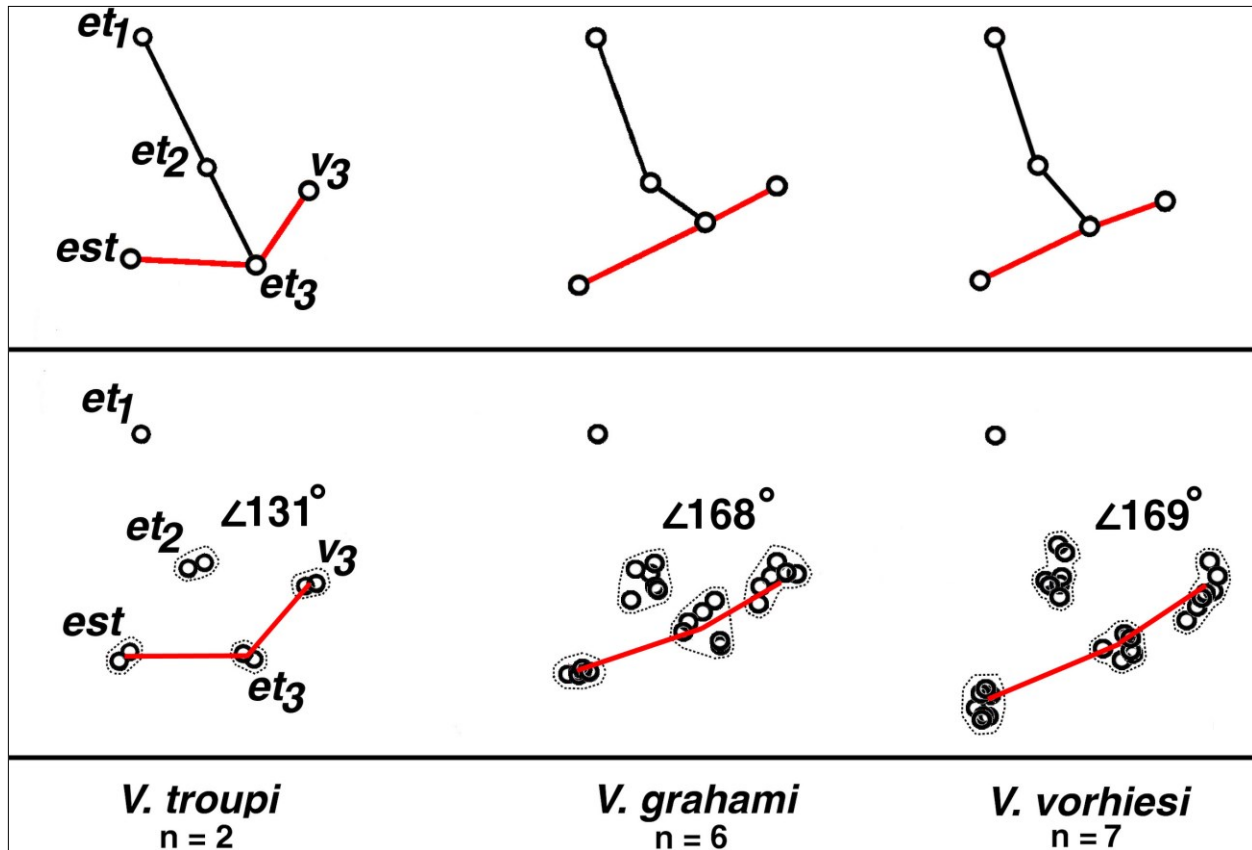 et1
et2
v3
est
et3
et1
∠131°
∠168°
∠169°
et2
v3
est
et3
V. troupi
V. grahami
V. vorhiesi
n = 2
n = 6
n = 7